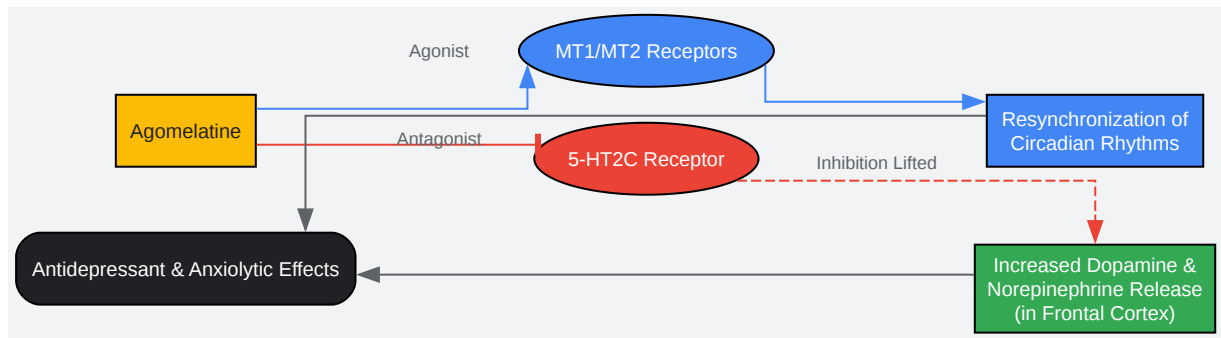 Agonist
MT1/MT2 Receptors
Agomelatine
Resynchronization of
Circadian Rhythms
Antagonist
5-HT2C Receptor
Inhibition Lifted
Antidepressant & Anxiolytic Effects
Increased Dopamine &
Norepinephrine Release
(in Frontal Cortex)